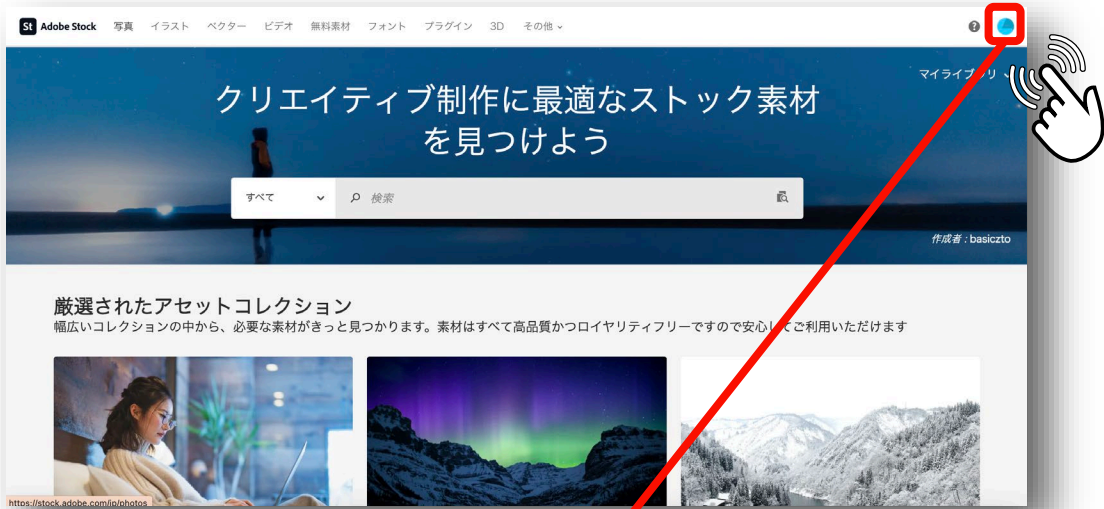 St Adobe Stock 写真 イラスト ベクター ビデオ 無料素材 フォント プラグイン 3D その他
マイライブラリ
クリエイティブ制作に最適なストック素材
を見つけよう
すべて 検索
作成者 : basiczto
厳選されたアセットコレクション
幅広いコレクションの中から、必要な素材がきっと見つかります。素材はすべて高品質かつロイヤリティフリーですので安心してご利用いただけます
https://stock.adobe.com/jp/photos